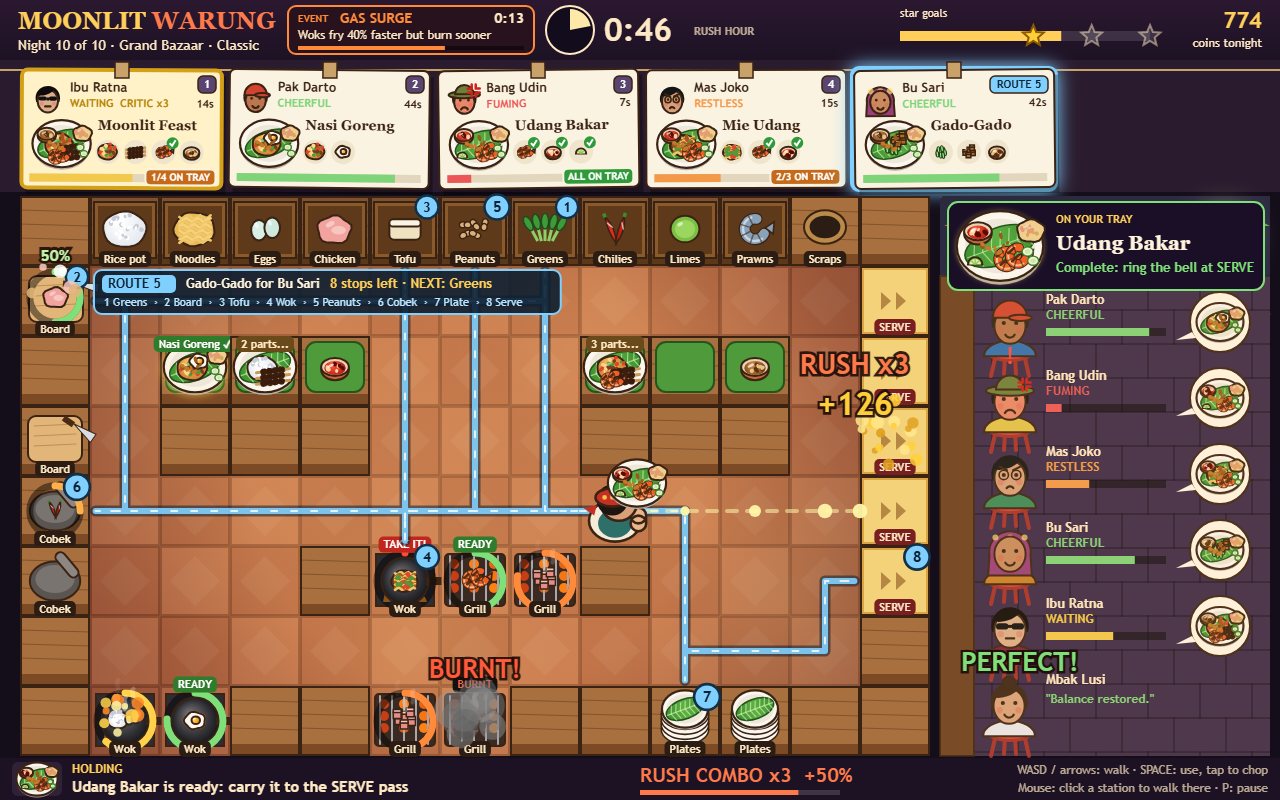 MOONLIT WARUNG
Night 10 of 10 · Grand Bazaar · Classic
EVENT GAS SURGE 0:13
Woks fry 40% faster but burn sooner
0:46 RUSH HOUR
star goals
774
coins tonight
Ibu Ratna 1
WAITING CRITIC x3 14s
Moonlit Feast
1/4 ON TRAY
Pak Darto 2
CHEERFUL 44s
Nasi Goreng
Bang Udin 3
FUMING 7s
Udang Bakar
ALL ON TRAY
Mas Joko 4
RESTLESS 15s
Mie Udang
2/3 ON TRAY
Bu Sari ROUTE 5
CHEERFUL 42s
Gado-Gado
3 5 1
Rice pot Noodles Eggs Chicken Tofu Peanuts Greens Chilies Limes Prawns Scraps
50%
2
Board
ROUTE 5 Gado-Gado for Bu Sari 8 stops left · NEXT: Greens
1 Greens › 2 Board › 3 Tofu › 4 Wok › 5 Peanuts › 6 Cobek › 7 Plate › 8 Serve
SERVE
Nasi Goreng 2 parts... 3 parts...
RUSH x3
+126
Board
SERVE
6
Cobek
SERVE
TAKE IT! READY
4 8
Cobek Wok Grill Grill SERVE
BURNT!
READY BURNT
7
Wok Wok Grill Grill Plates Plates
ON YOUR TRAY
Udang Bakar
Complete: ring the bell at SERVE
Pak Darto
CHEERFUL
Bang Udin
FUMING
Mas Joko
RESTLESS
Bu Sari
CHEERFUL
Ibu Ratna
WAITING
PERFECT!
Mbak Lusi
"Balance restored."
HOLDING
Udang Bakar is ready: carry it to the SERVE pass
RUSH COMBO x3 +50%
WASD / arrows: walk · SPACE: use, tap to chop
Mouse: click a station to walk there · P: pause